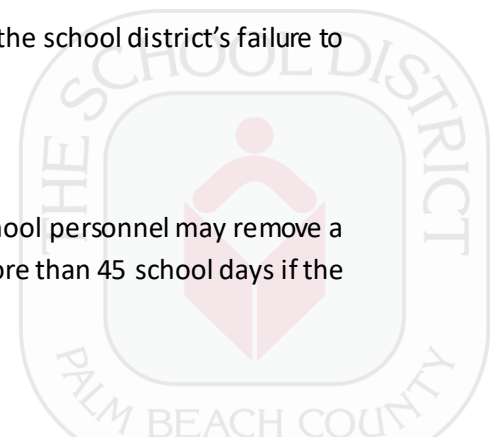 the school district’s failure to
THE SCHOOL DISTRICT
hool personnel may remove a
ore than 45 school days if the
PALM BEACH COUNTY